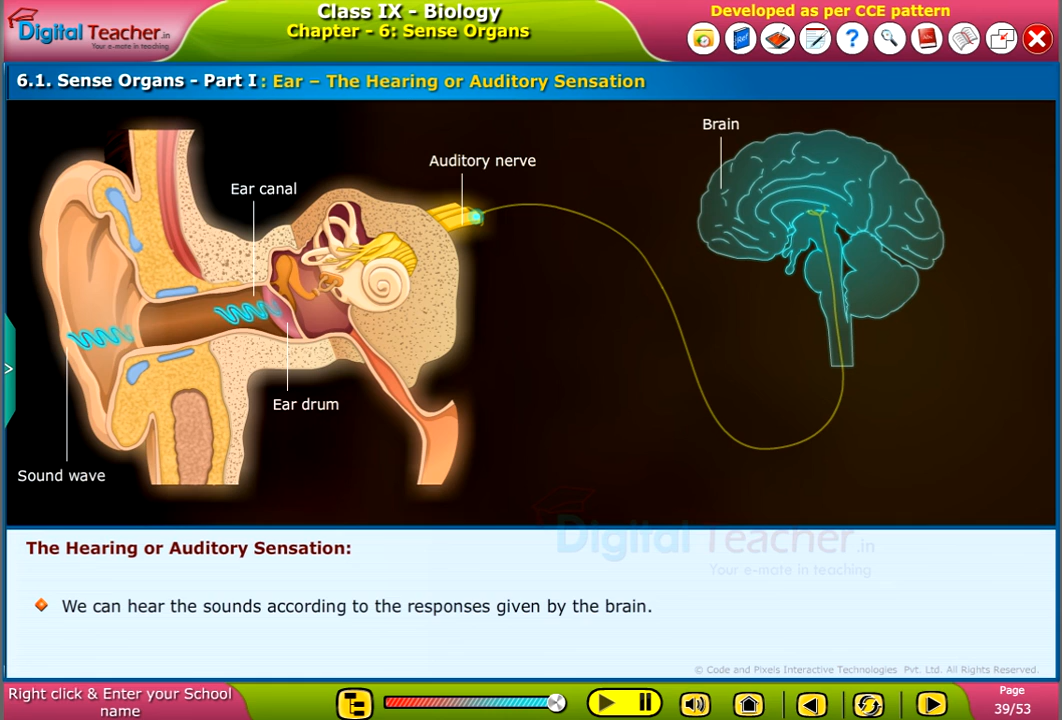 Digital Teacher.in
Your e-mate in teaching
Class IX - Biology
Chapter - 6: Sense Organs
Developed as per CCE pattern
Ref
?
6.1. Sense Organs - Part I : Ear – The Hearing or Auditory Sensation
Brain
Auditory nerve
Ear canal
Ear drum
Sound wave
>
Digital Teacher.in
Your e-mate in teaching
The Hearing or Auditory Sensation:
We can hear the sounds according to the responses given by the brain.
© Code and Pixels Interactive Technologies Pvt. Ltd. All Rights Reserved.
Right click & Enter your School
name
Page
39/53